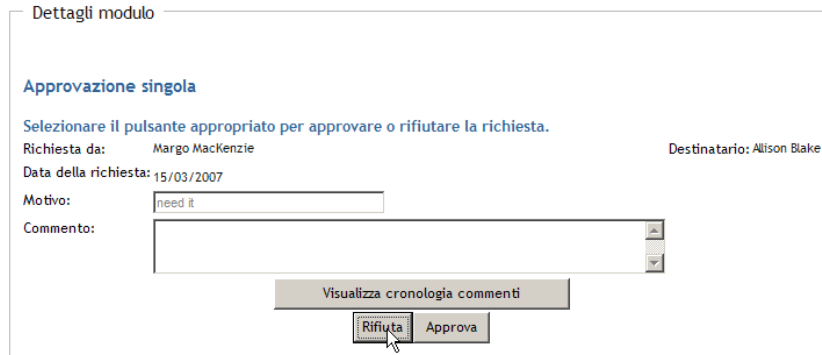 Dettagli modulo
Approvazione singola
Selezionare il pulsante appropriato per approvare o rifiutare la richiesta.
Richiesta da: Margo MacKenzie Destinatario: Allison Blake
Data della richiesta: 15/03/2007
Motivo: need it
Commento:
Visualizza cronologia commenti
Rifiuta Approva